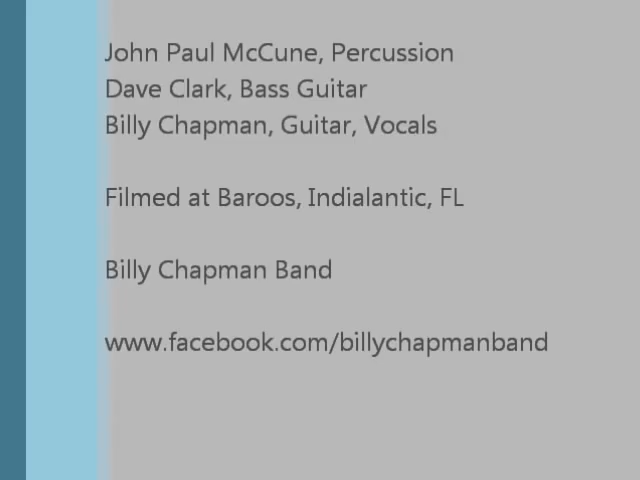 John Paul McCune, Percussion
Dave Clark, Bass Guitar
Billy Chapman, Guitar, Vocals
Filmed at Baroos, Indialantic, FL
Billy Chapman Band
www.facebook.com/billychapmanband